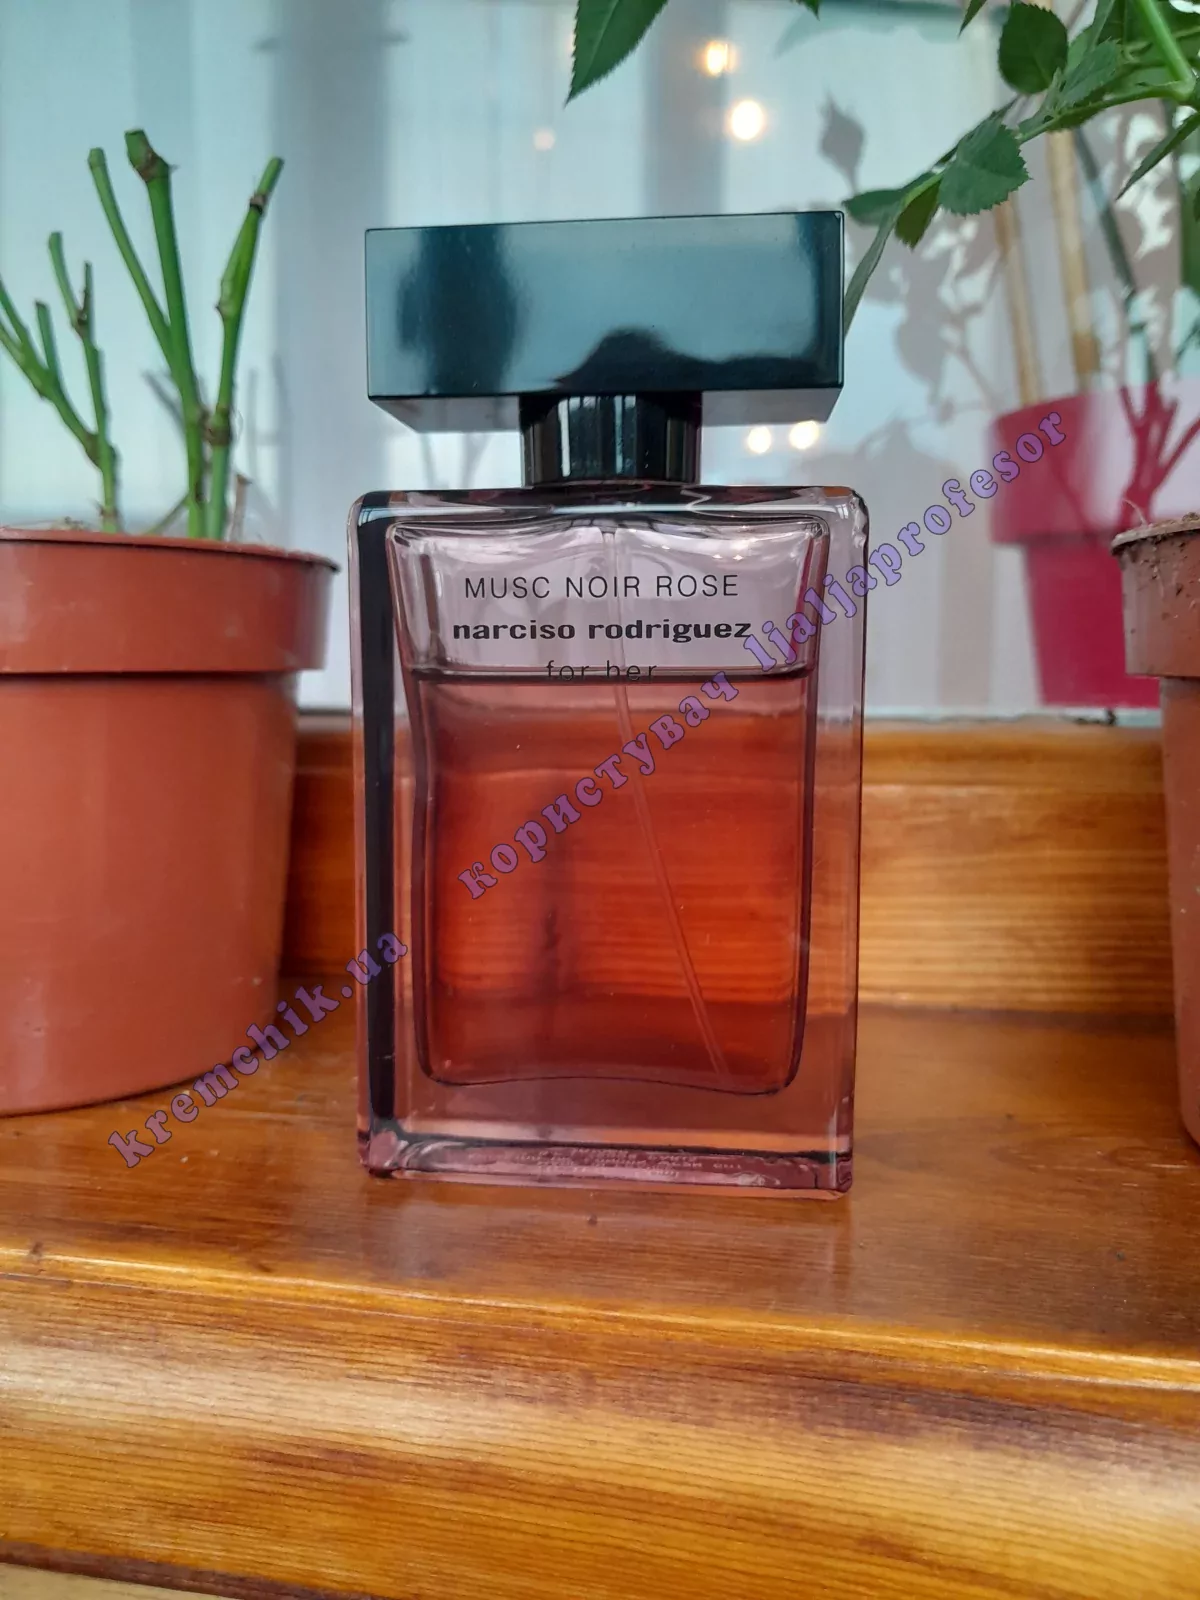 MUSC NOIR ROSE
narciso rodriguez
for her
kremchik.ua користувач ljaljaprofesor